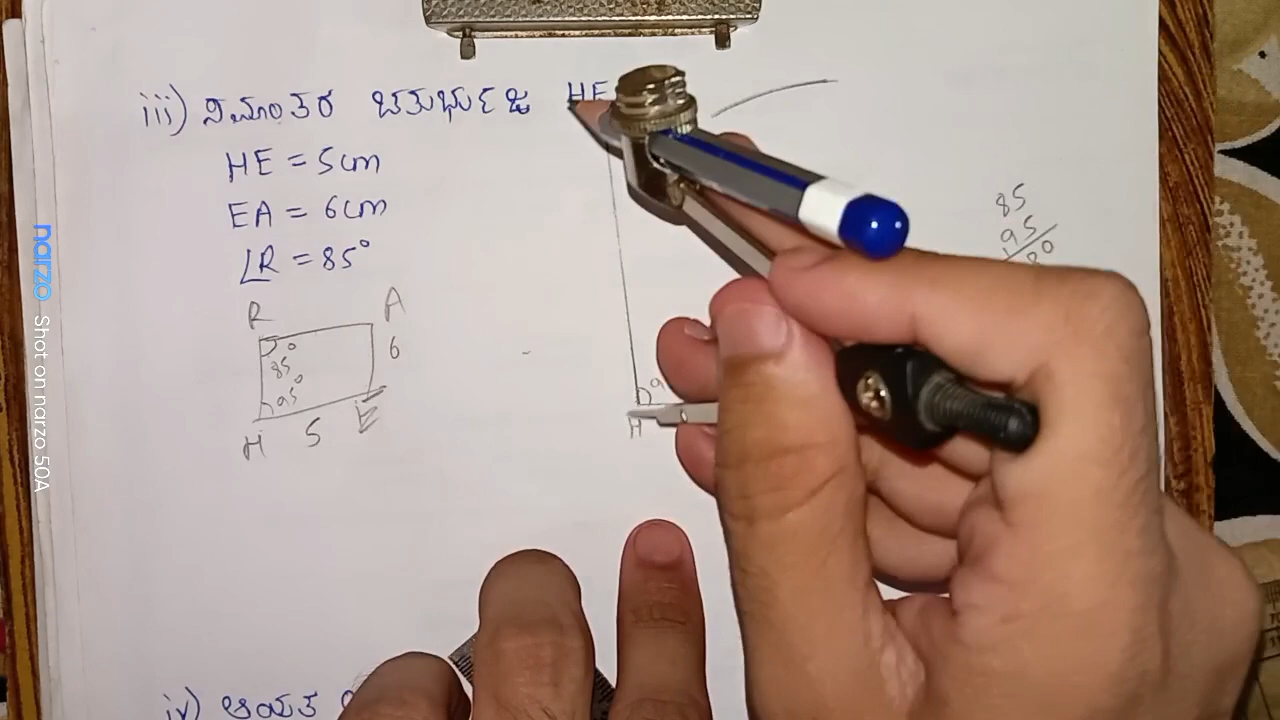 iii) ಸಮಾಂತರ ಚತುರ್ಭುಜ HE
HE = 5cm
EA = 6cm
∠R = 85°
R A
85° 6
95°
H 5 E
H
85
95
narzo Shot on narzo 50A
iv) ಆಯತ